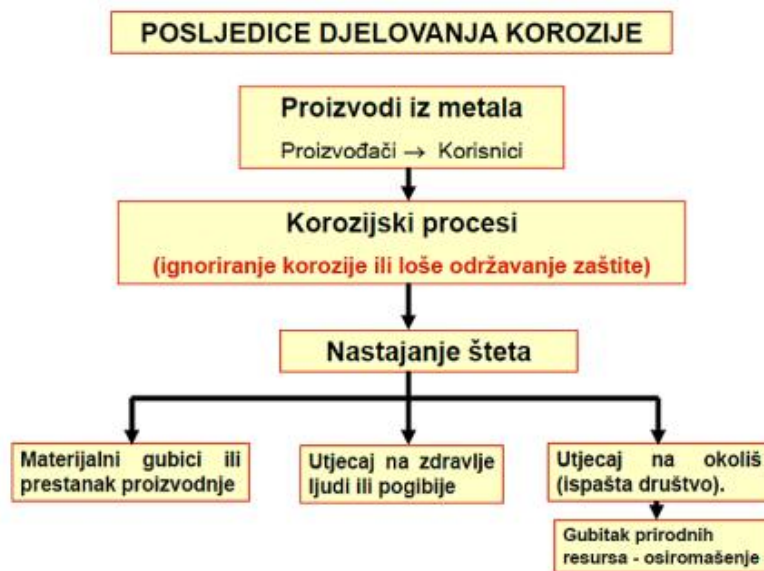 POSLJEDICE DJELOVANJA KOROZIJE
Proizvodi iz metala
Proizvođači → Korisnici
Korozijski procesi
(ignoriranje korozije ili loše održavanje zaštite)
Nastajanje šteta
Materijalni gubici ili
prestanak proizvodnje
Utjecaj na zdravlje
ljudi ili pogibije
Utjecaj na okoliš
(ispašta društvo).
Gubitak prirodnih
resursa - osiromašenje